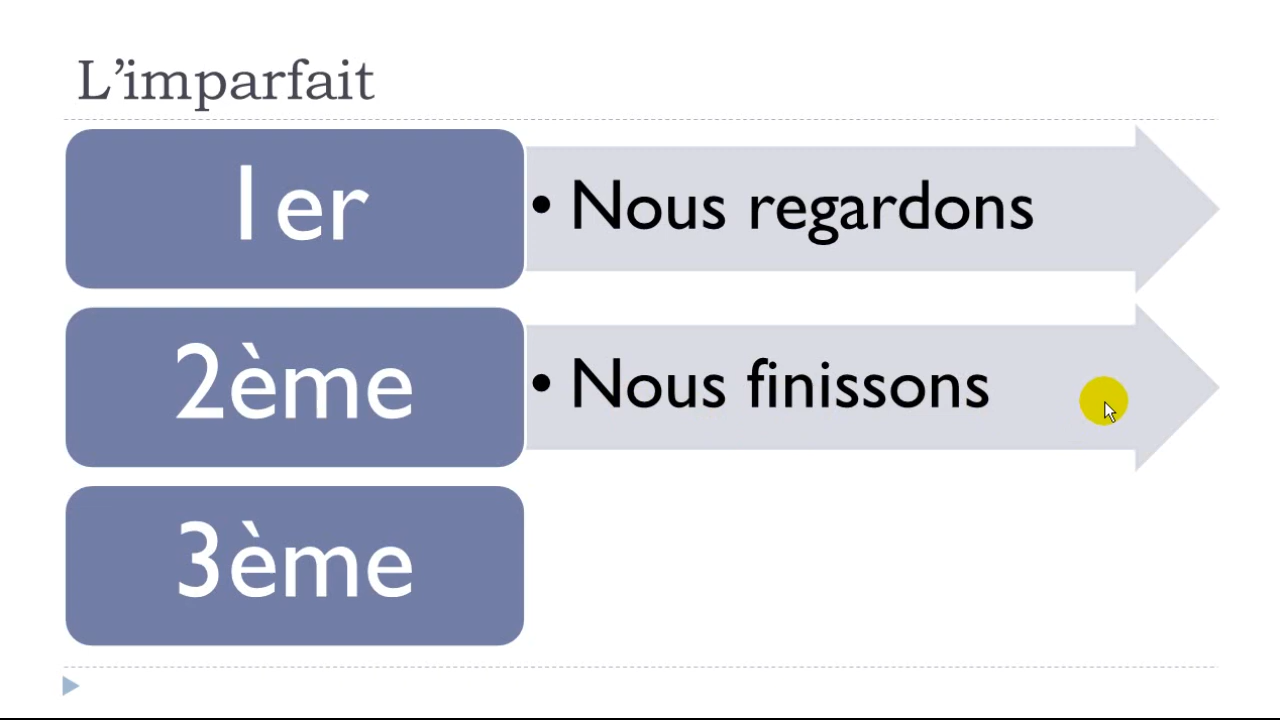 L’imparfait
1er
• Nous regardons
2ème
• Nous finissons
3ème